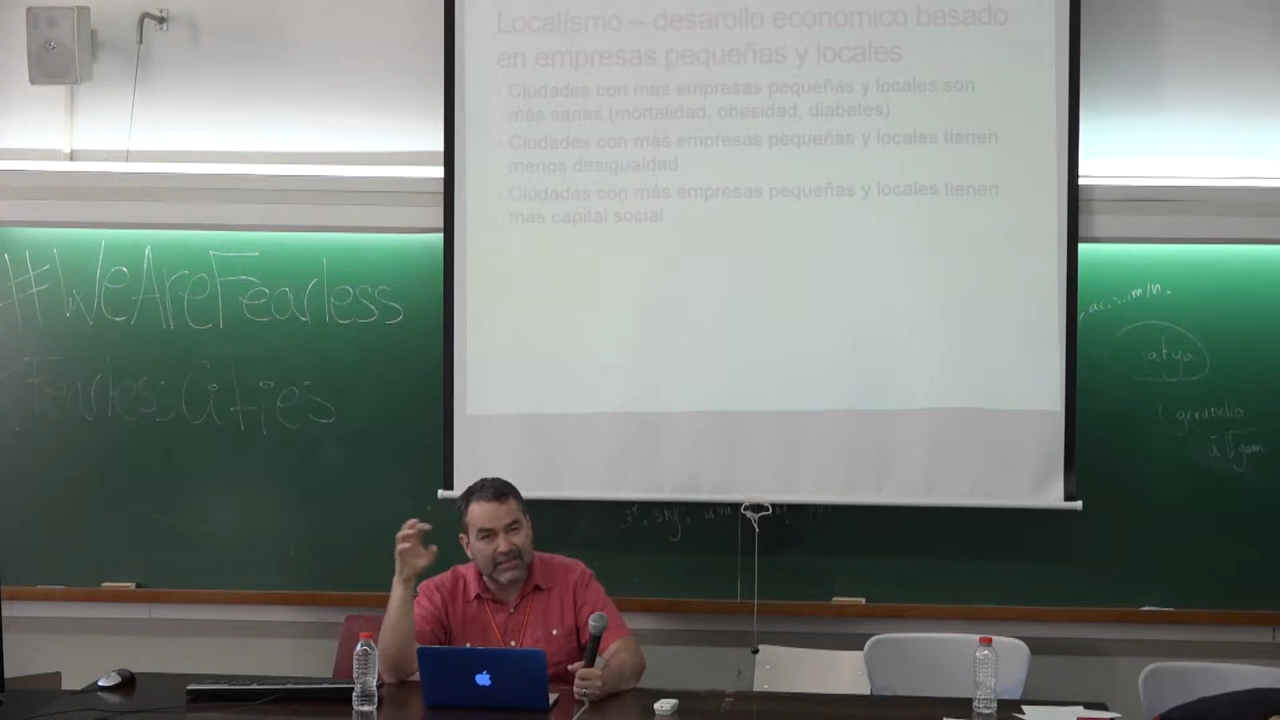 Localísmo – desarollo economico basado
en empresas pequeñas y locales
Ciudades con mas empresas pequeñas y locales son
más sanas (mortalidad, obesidad, diabetes)
Ciudades con más empresas pequeñas y locales tienen
menos desigualdad
Ciudades con más empresas pequeñas y locales tienen
mas capital social
#WeAreFearless
FearlessCities